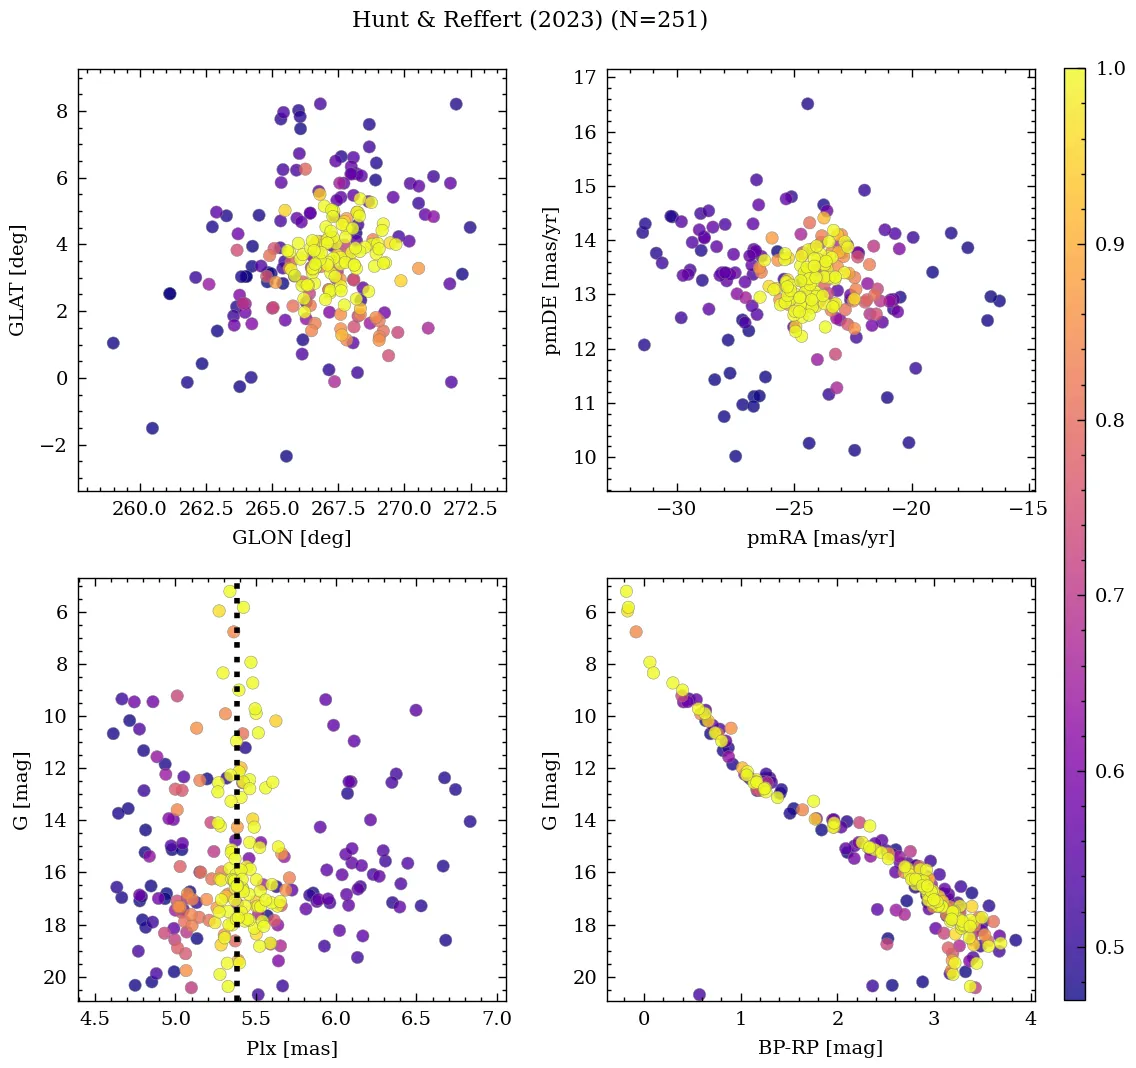 Hunt & Reffert (2023) (N=251)
GLAT [deg]
8
6
4
2
0
−2
260.0 262.5 265.0 267.5 270.0 272.5
GLON [deg]
pmDE [mas/yr]
17
16
15
14
13
12
11
10
−30 −25 −20 −15
pmRA [mas/yr]
1.0
0.9
0.8
0.7
0.6
0.5
G [mag]
6
8
10
12
14
16
18
20
4.5 5.0 5.5 6.0 6.5 7.0
Plx [mas]
G [mag]
6
8
10
12
14
16
18
20
0 1 2 3 4
BP-RP [mag]